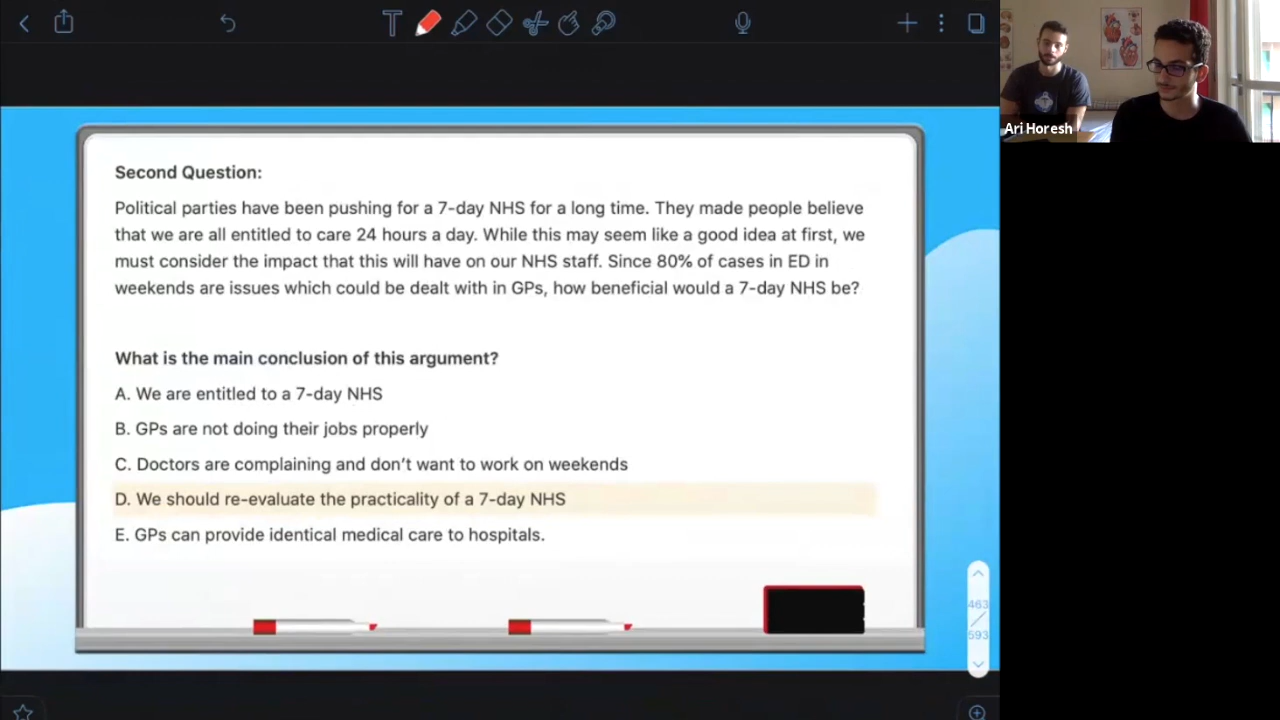 Ari Horesh
Second Question:
Political parties have been pushing for a 7-day NHS for a long time. They made people believe
that we are all entitled to care 24 hours a day. While this may seem like a good idea at first, we
must consider the impact that this will have on our NHS staff. Since 80% of cases in ED in
weekends are issues which could be dealt with in GPs, how beneficial would a 7-day NHS be?
What is the main conclusion of this argument?
A. We are entitled to a 7-day NHS
B. GPs are not doing their jobs properly
C. Doctors are complaining and don’t want to work on weekends
D. We should re-evaluate the practicality of a 7-day NHS
E. GPs can provide identical medical care to hospitals.
463
/
593